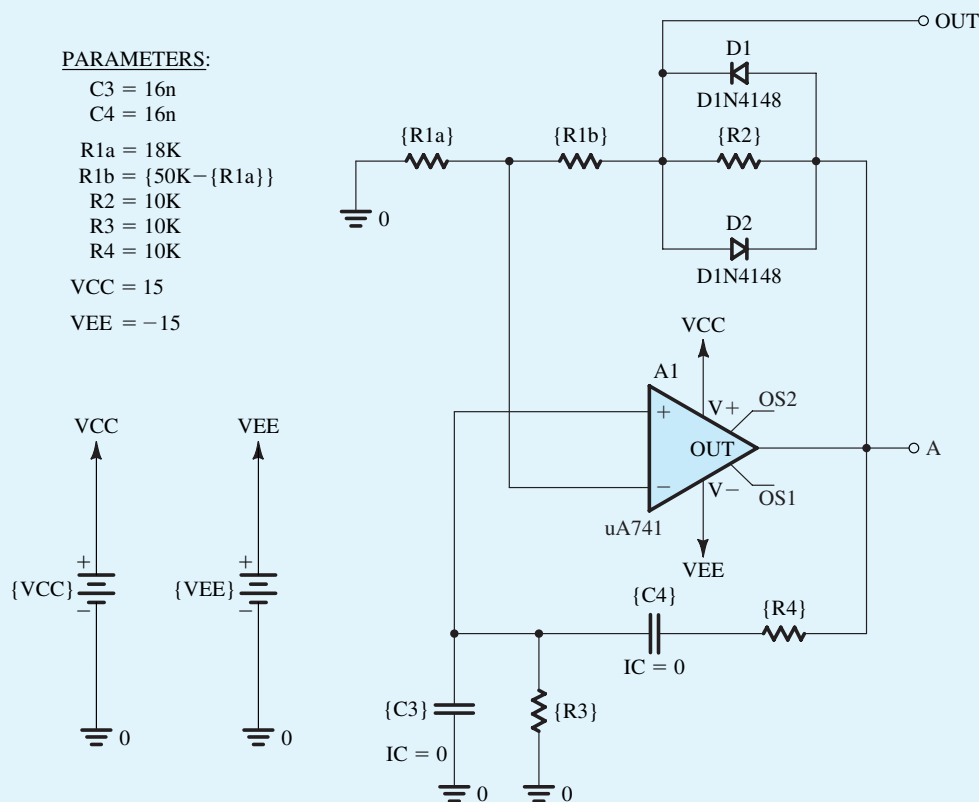 OUT
PARAMETERS:
C3 = 16n
C4 = 16n
R1a = 18K
R1b = {50K−{R1a}}
R2 = 10K
R3 = 10K
R4 = 10K
VCC = 15
VEE = −15
D1
D1N4148
{R1a}
{R1b}
{R2}
0
D2
D1N4148
VCC
A1
V+
OS2
+
OUT
A
−
V−
OS1
uA741
VEE
VCC
VEE
+
{VCC}
−
+
{VEE}
−
0
0
{C4}
{R4}
IC = 0
{C3}
{R3}
IC = 0
0
0